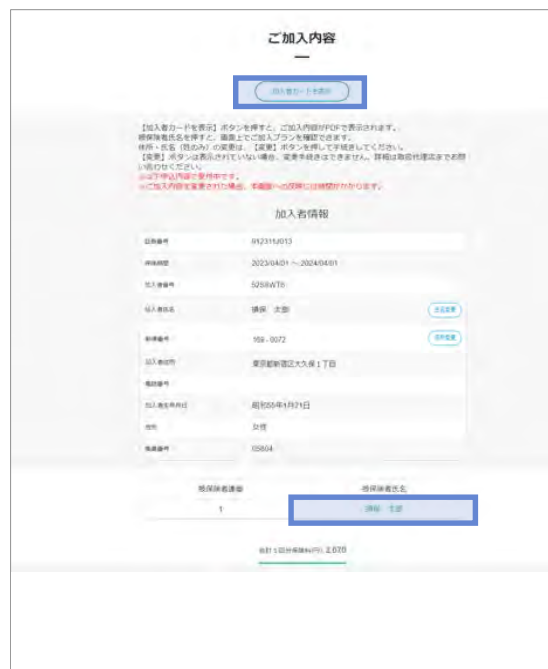 ご加入内容
加入者カードを表示
【加入者カードを表示】ボタンを押すと、ご加入内容がPDFで表示されます。
被保険者氏名を押すと、画面上でご加入プランを確認できます。
住所・氏名（姓のみ）の変更は、【変更】ボタンを押して手続きしてください。
【変更】ボタンは表示されていない場合、変更手続きはできません。詳細は取扱代理店までお問
い合わせください。
※以下申込内容で受付中です。
※ご加入内容を変更された場合、本画面への反映には時間がかかります。
加入者情報
証券番号
保険期間 2023/04/01 ～ 2024/04/01
加入者番号
加入者氏名 損保 太郎 氏名変更
郵便番号 169-0072 住所変更
加入者住所 東京都新宿区大久保1丁目
電話番号
加入者生年月日 昭和55年1月21日
性別 女性
05804
被保険者連番 被保険者氏名
1 損保 太郎
合計1回分保険料(円) 2,670